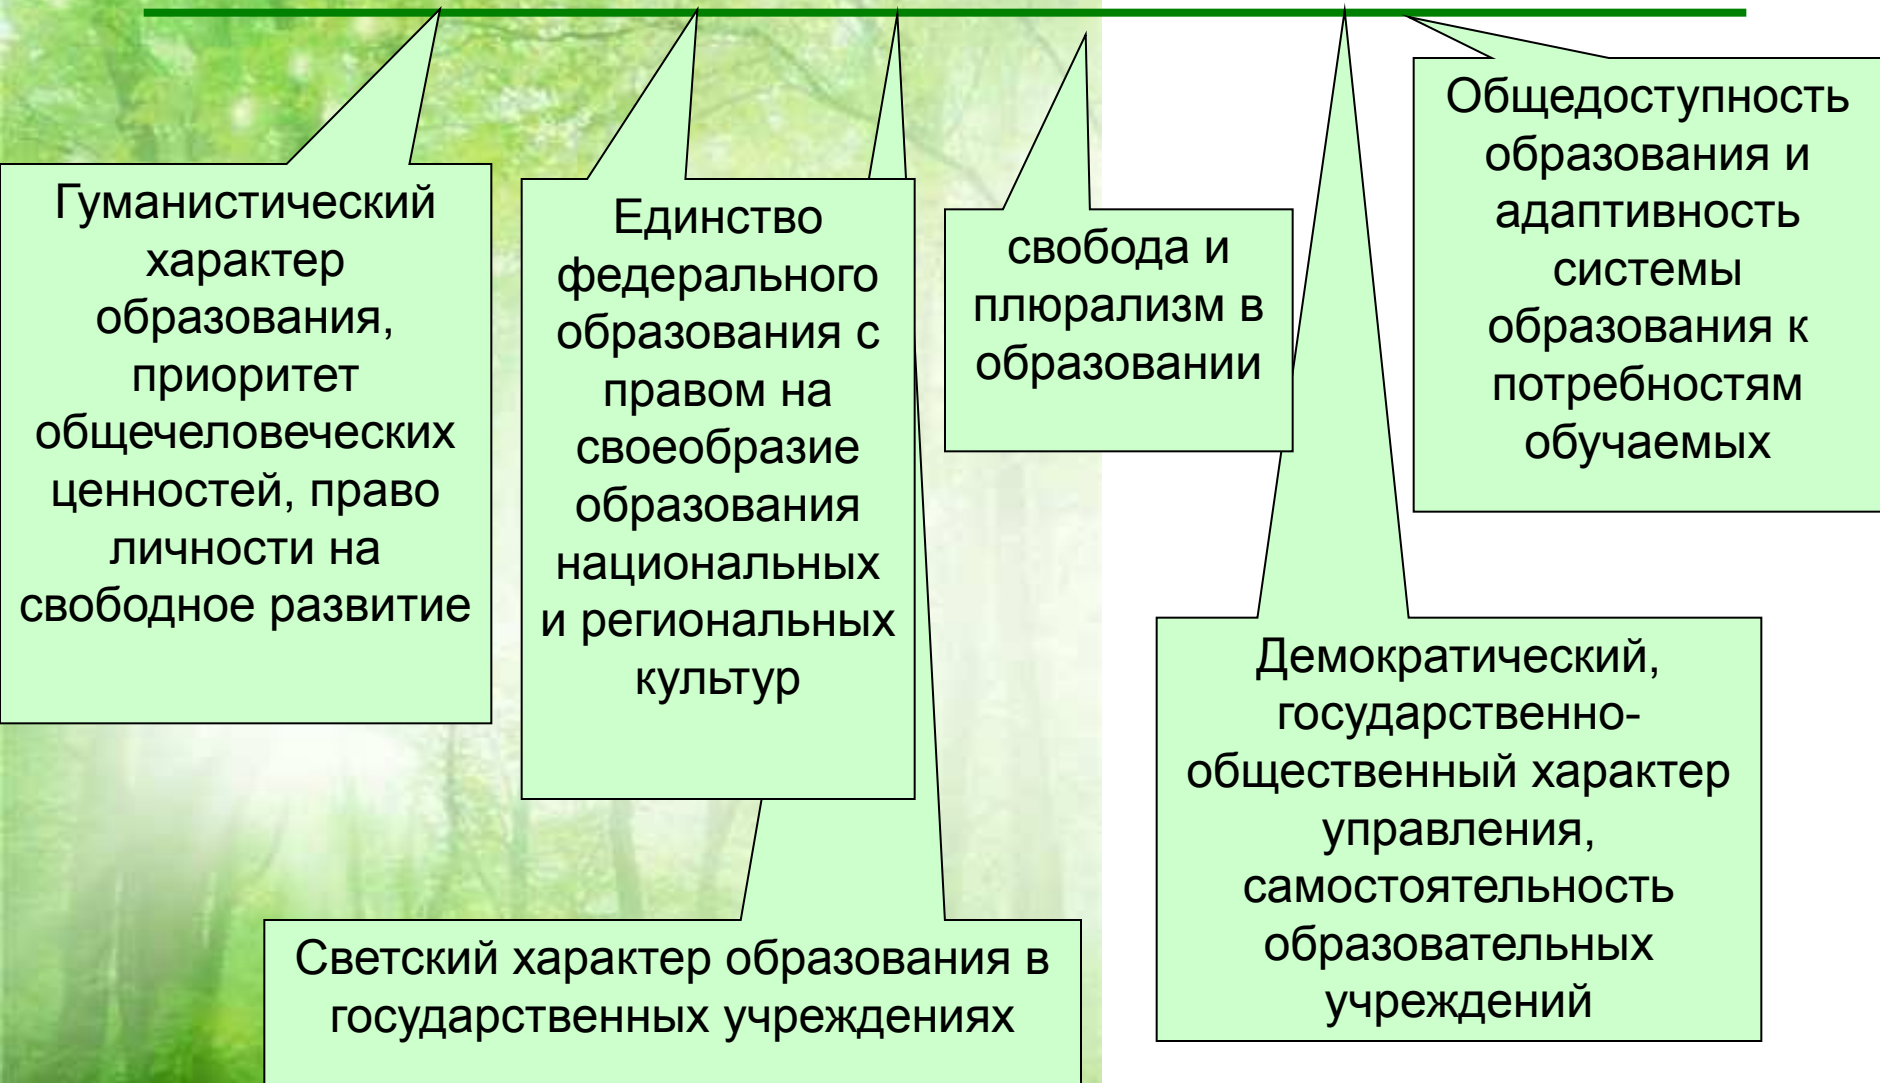 Гуманистический
характер
образования,
приоритет
общечеловеческих
ценностей, право
личности на
свободное развитие
Единство
федерального
образования с
правом на
своеобразие
образования
национальных
и региональных
культур
свобода и
плюрализм в
образовании
Общедоступность
образования и
адаптивность
системы
образования к
потребностям
обучаемых
Светский характер образования в
государственных учреждениях
Демократический,
государственно-
общественный характер
управления,
самостоятельность
образовательных
учреждений